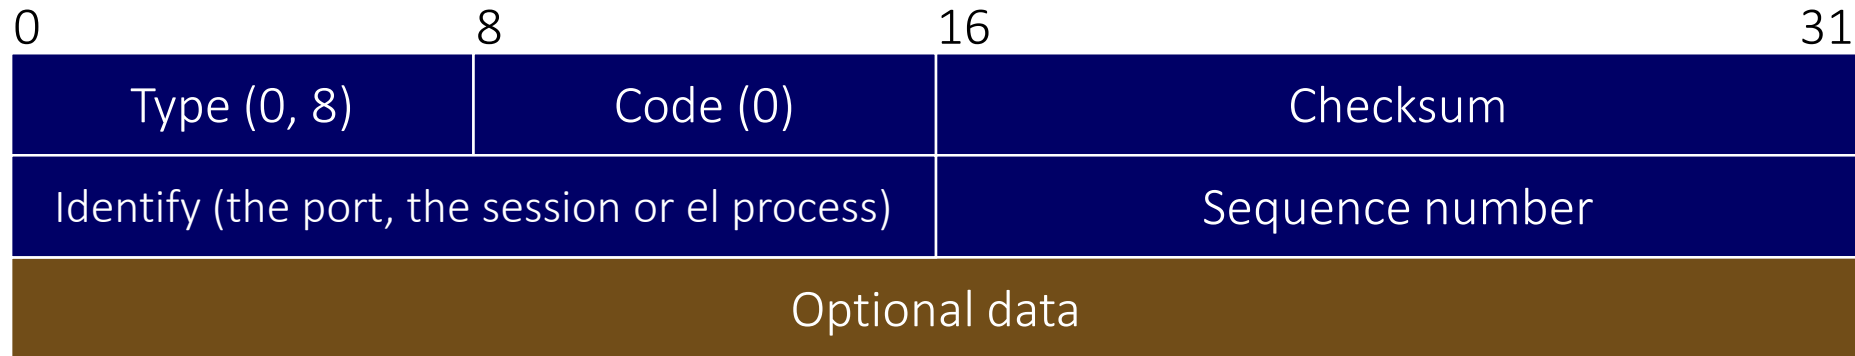 0 8 16 31
Type (0, 8) Code (0) Checksum
Identify (the port, the session or el process) Sequence number
Optional data